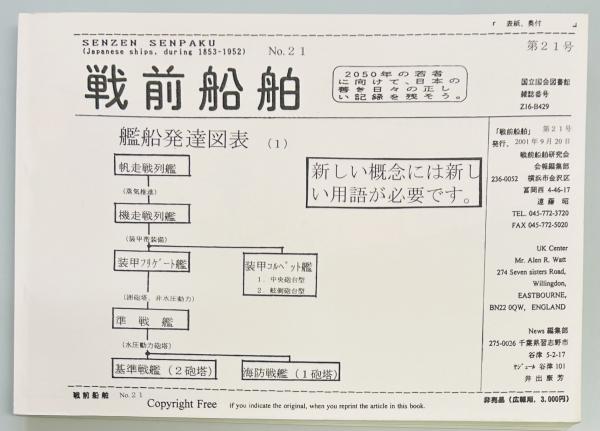 「 表紙、奥付 」
SENZEN SENPAKU
(Japanese ships, during 1853-1952)
No.21
第21号
戦前船舶
2050年の若者
に向けて、日本の
善き日々の正し
い記録を残そう。
国立国会図書館
雑誌番号
Z16-B429
艦船発達図表 (1)
帆走戦列艦
(蒸気推進)
機走戦列艦
(装甲帯装備)
装甲フリゲート艦
装甲コルベット艦
1. 中央砲台型
2. 舷側砲台型
(囲砲塔、非水圧動力)
準戦艦
(水圧動力砲塔)
基準戦艦(2砲塔)
海防戦艦(1砲塔)
新しい概念には新し
い用語が必要です。
「戦前船舶」 第21号
発行、2001年9月20日
戦前船舶研究会
会報編集部
236-0052 横浜市金沢区
富岡西 4-46-17
遠藤 昭
TEL. 045-772-3720
FAX 045-772-5020
UK Center
Mr. Alen R. Watt
274 Seven sisters Road,
Willingdon,
EASTBOURNE,
BN22 0QW, ENGLAND
News 編集部
275-0026 千葉県習志野市
谷津 5-2-17
ヤジュール 谷津 101
井出 康芳
戦前船舶 No.21
Copyright Free if you indicate the original, when you reprint the article in this book.
非売品(広報用、3,000円)